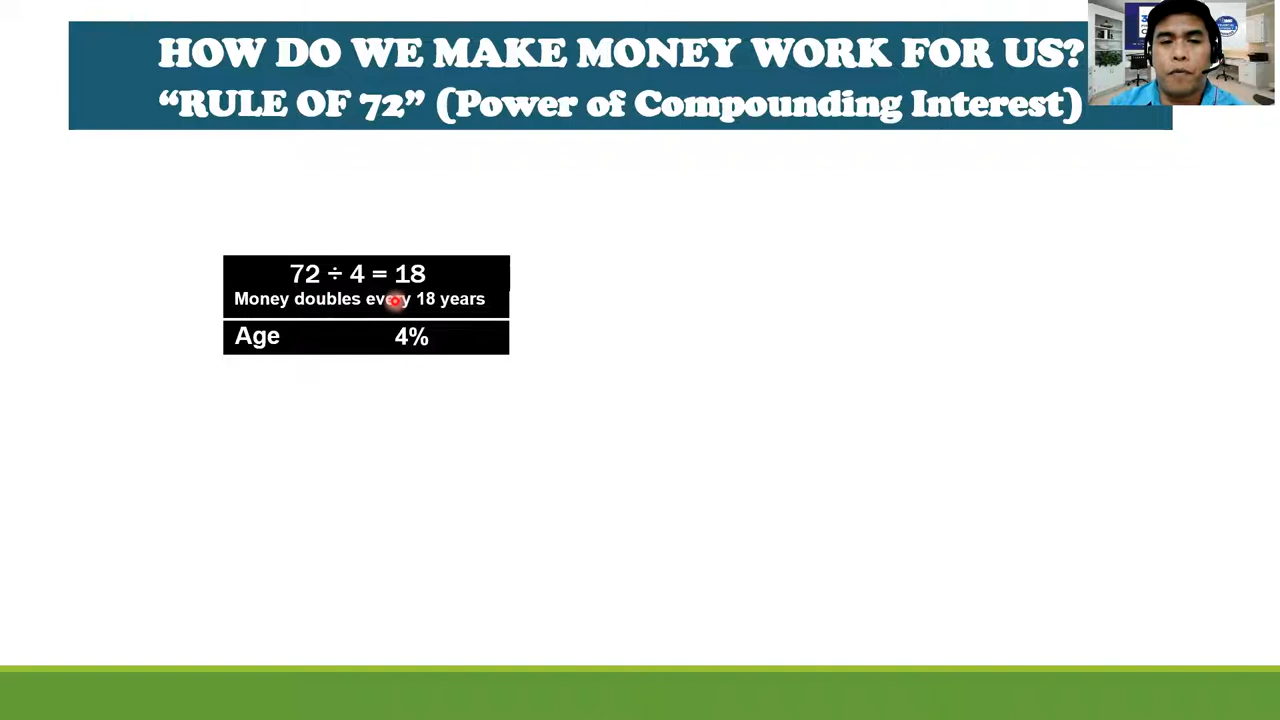 HOW DO WE MAKE MONEY WORK FOR US?
“RULE OF 72” (Power of Compounding Interest)
72 ÷ 4 = 18
Money doubles every 18 years
Age 4%